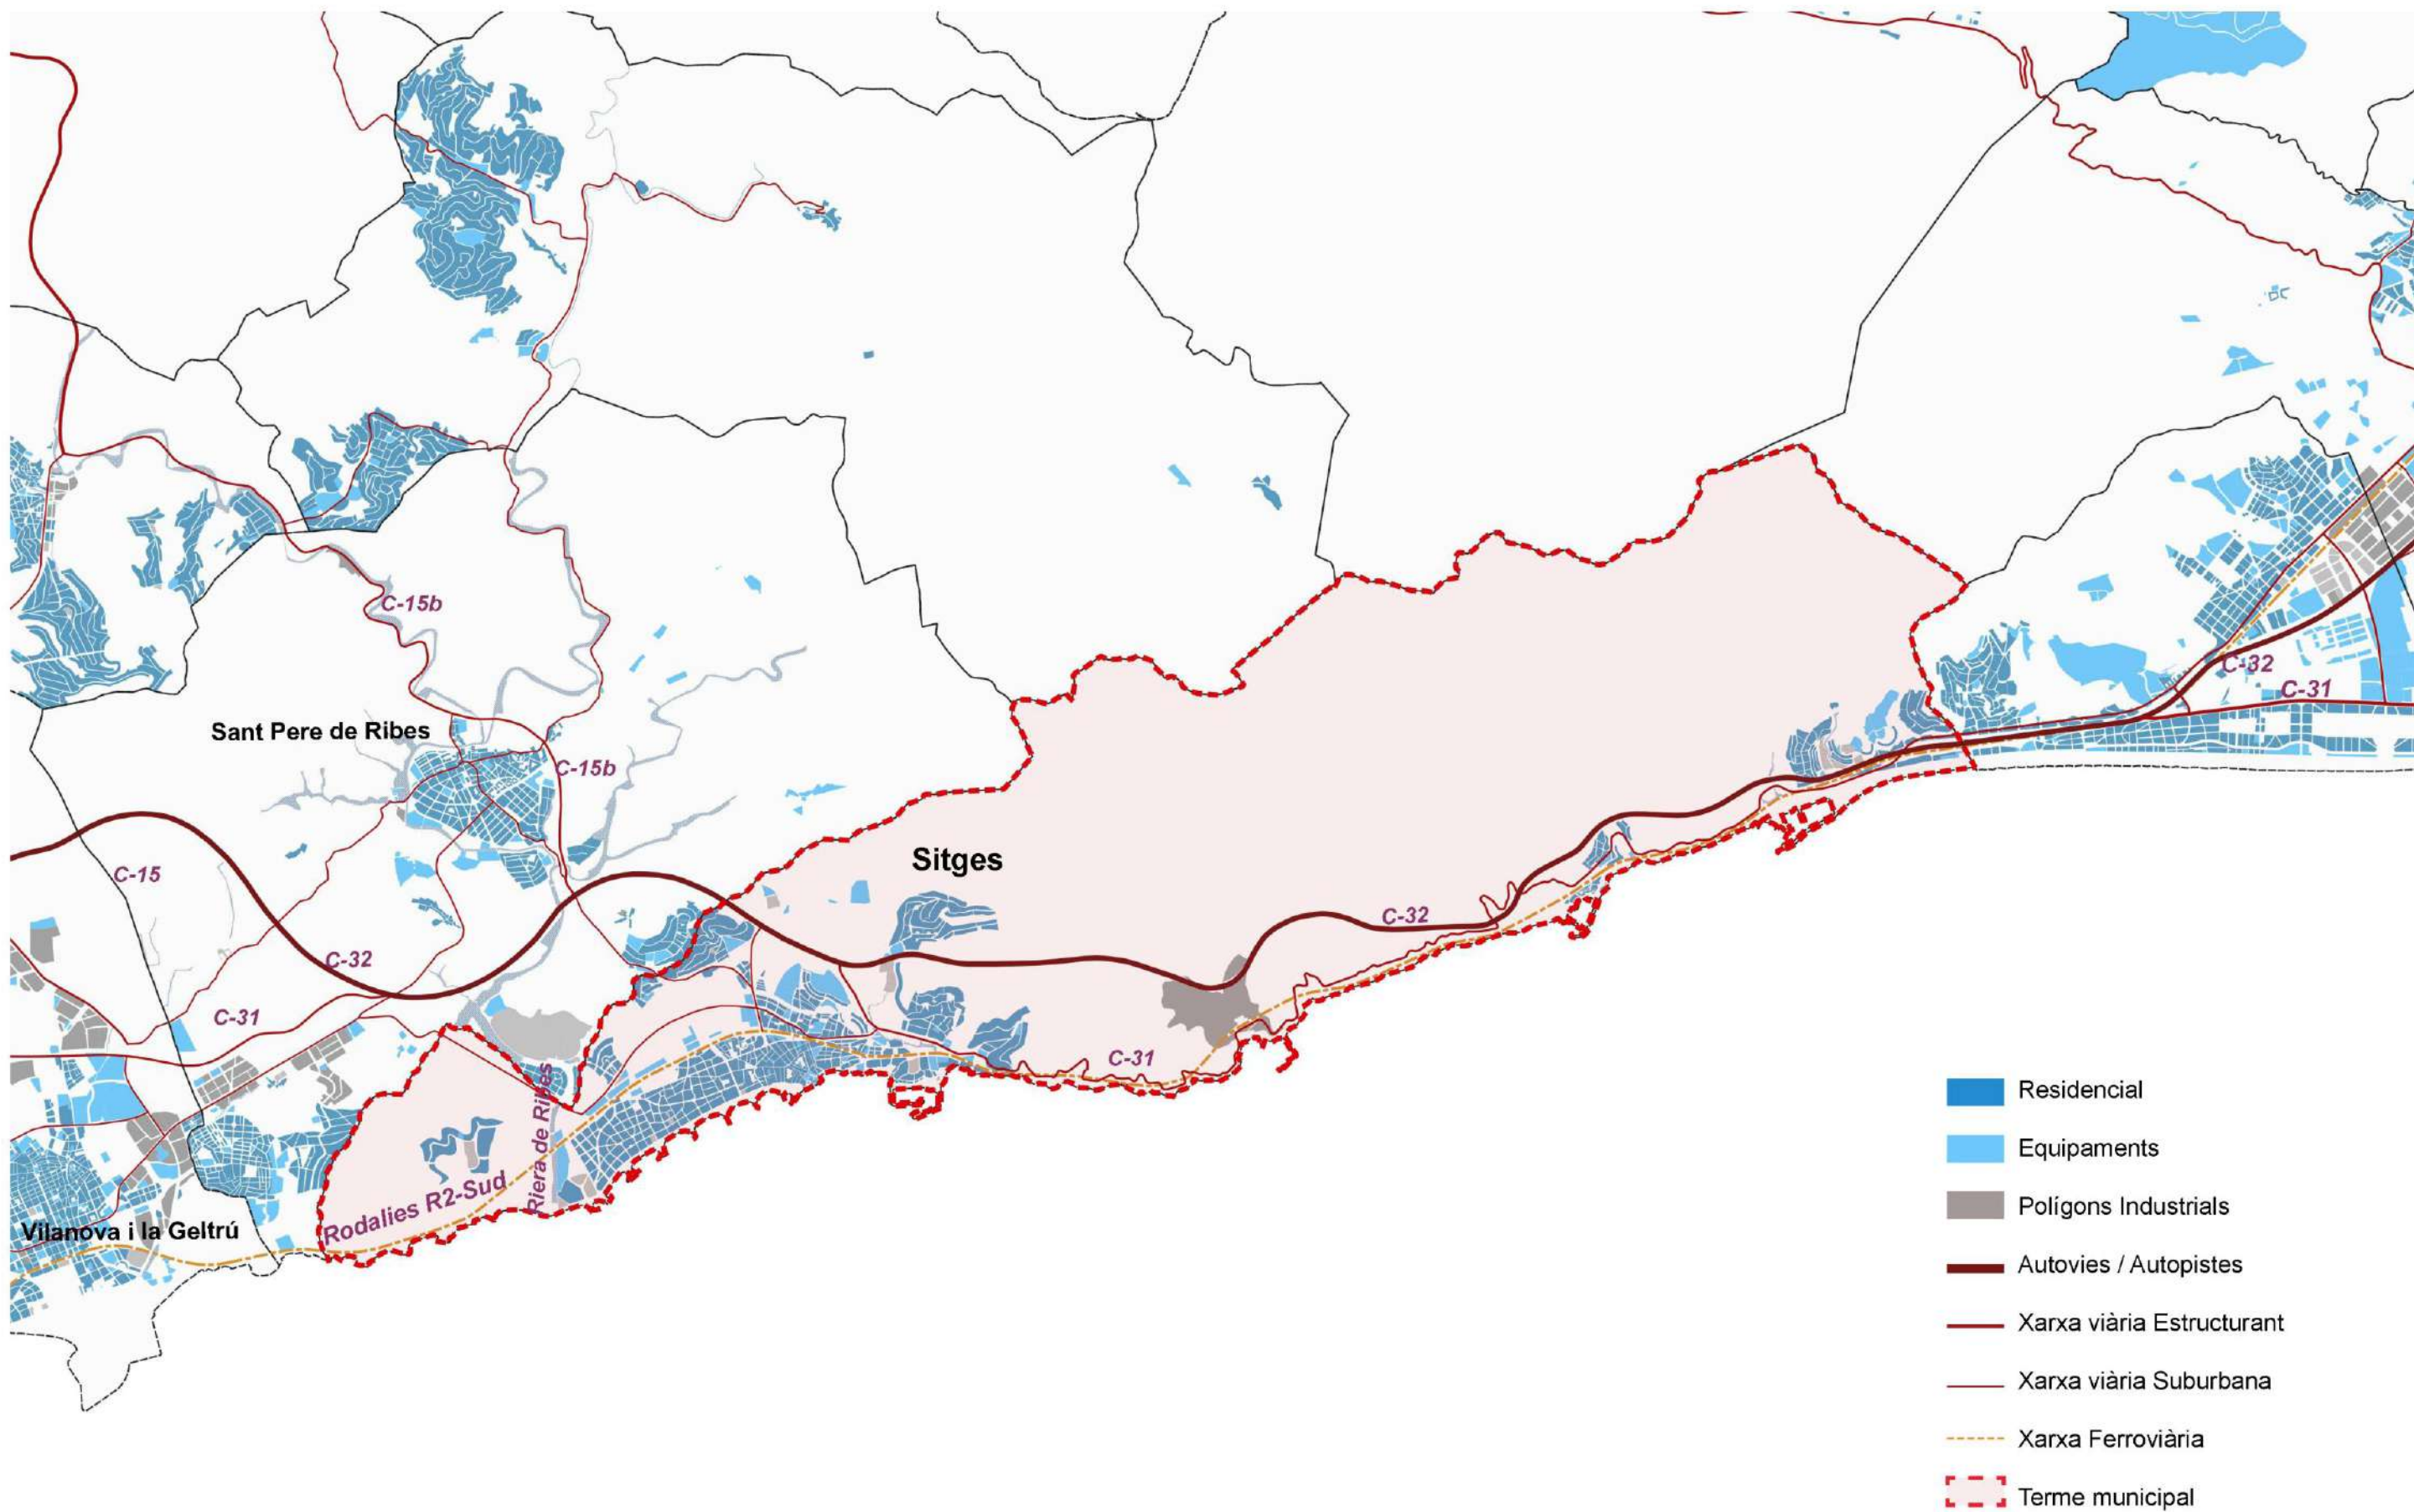 C-15b
Sant Pere de Ribes
C-15b
C-32
C-31
Sitges
C-15
C-32
C-32
C-31
C-31
Riera de Ribes
Rodalies R2-Sud
Vilanova i la Geltrú
Residencial
Equipaments
Polígons Industrials
Autovies / Autopistes
Xarxa viària Estructurant
Xarxa viària Suburbana
Xarxa Ferroviària
Terme municipal